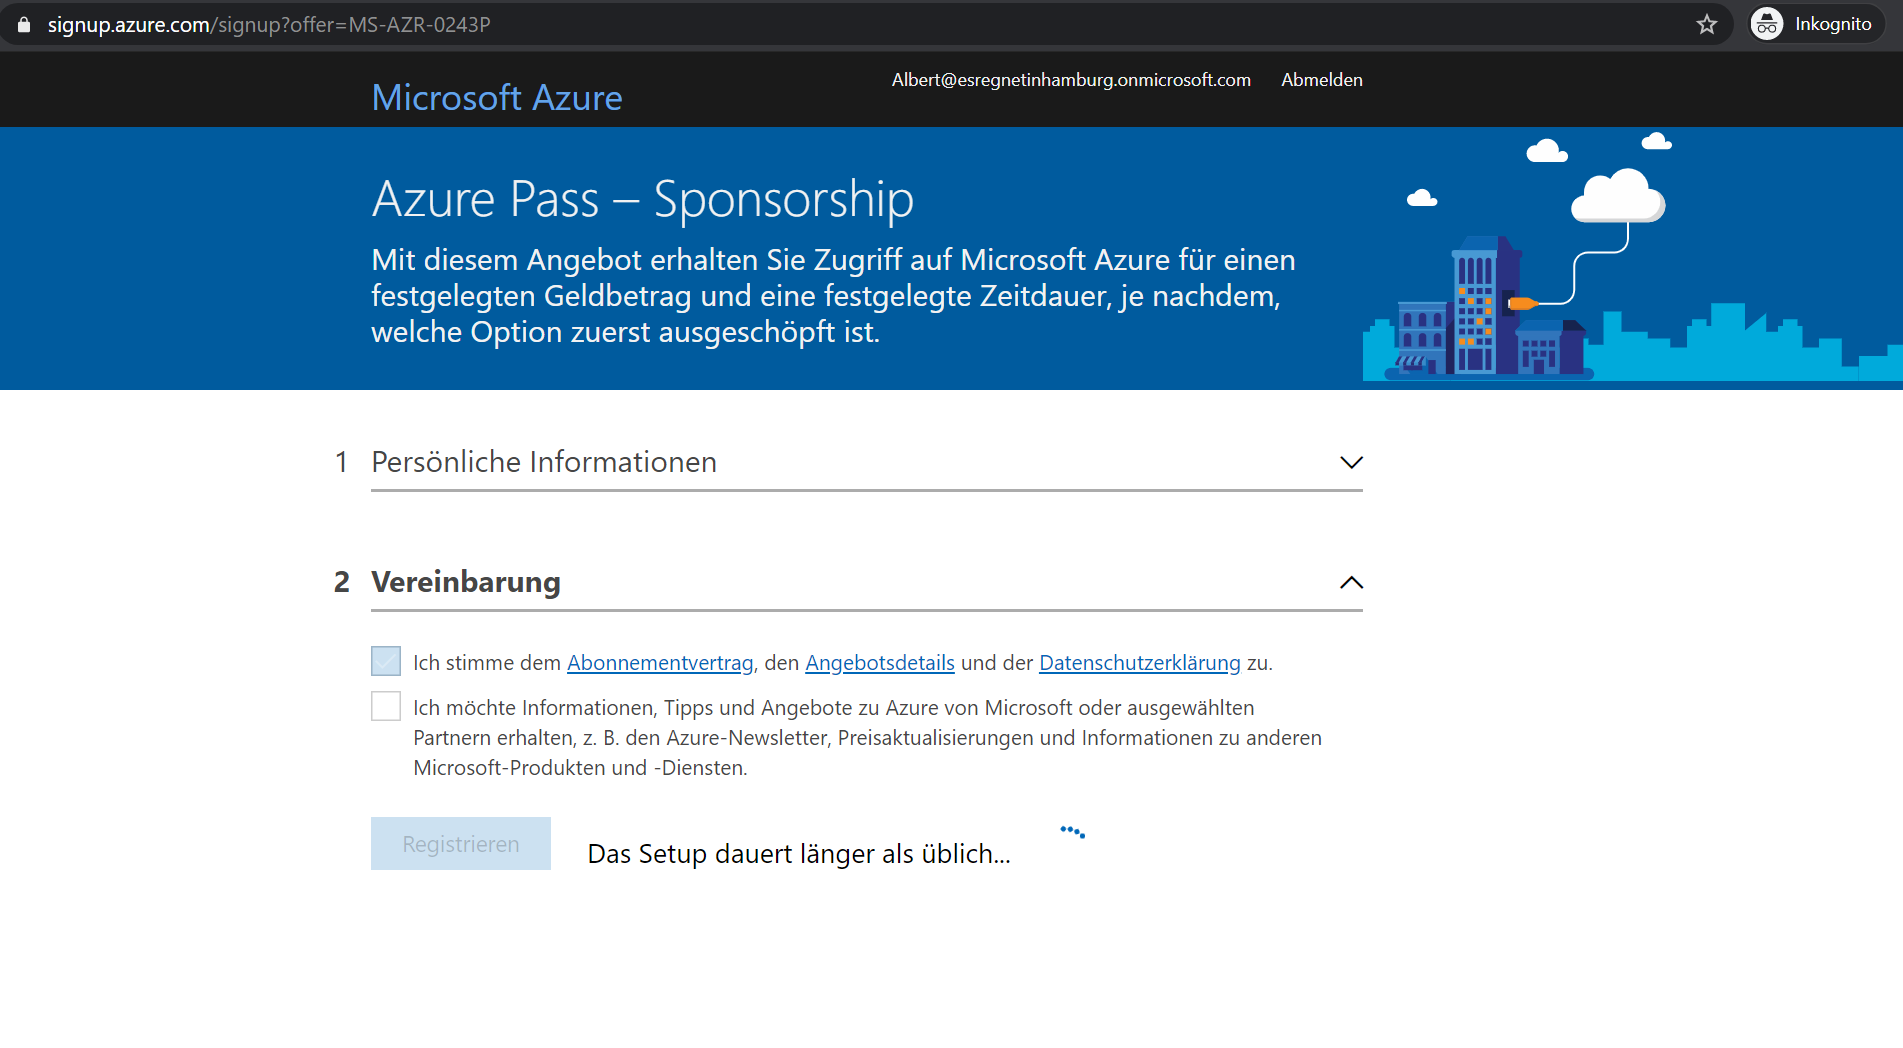 signup.azure.com/signup?offer=MS-AZR-0243P
Inkognito
Microsoft Azure
Albert@esregnetinhamburg.onmicrosoft.com
Abmelden
Azure Pass – Sponsorship
Mit diesem Angebot erhalten Sie Zugriff auf Microsoft Azure für einen
festgelegten Geldbetrag und eine festgelegte Zeitdauer, je nachdem,
welche Option zuerst ausgeschöpft ist.
1 Persönliche Informationen
2 Vereinbarung
Ich stimme dem Abonnementvertrag, den Angebotsdetails und der Datenschutzerklärung zu.
Ich möchte Informationen, Tipps und Angebote zu Azure von Microsoft oder ausgewählten
Partnern erhalten, z. B. den Azure-Newsletter, Preisaktualisierungen und Informationen zu anderen
Microsoft-Produkten und -Diensten.
Registrieren
Das Setup dauert länger als üblich...